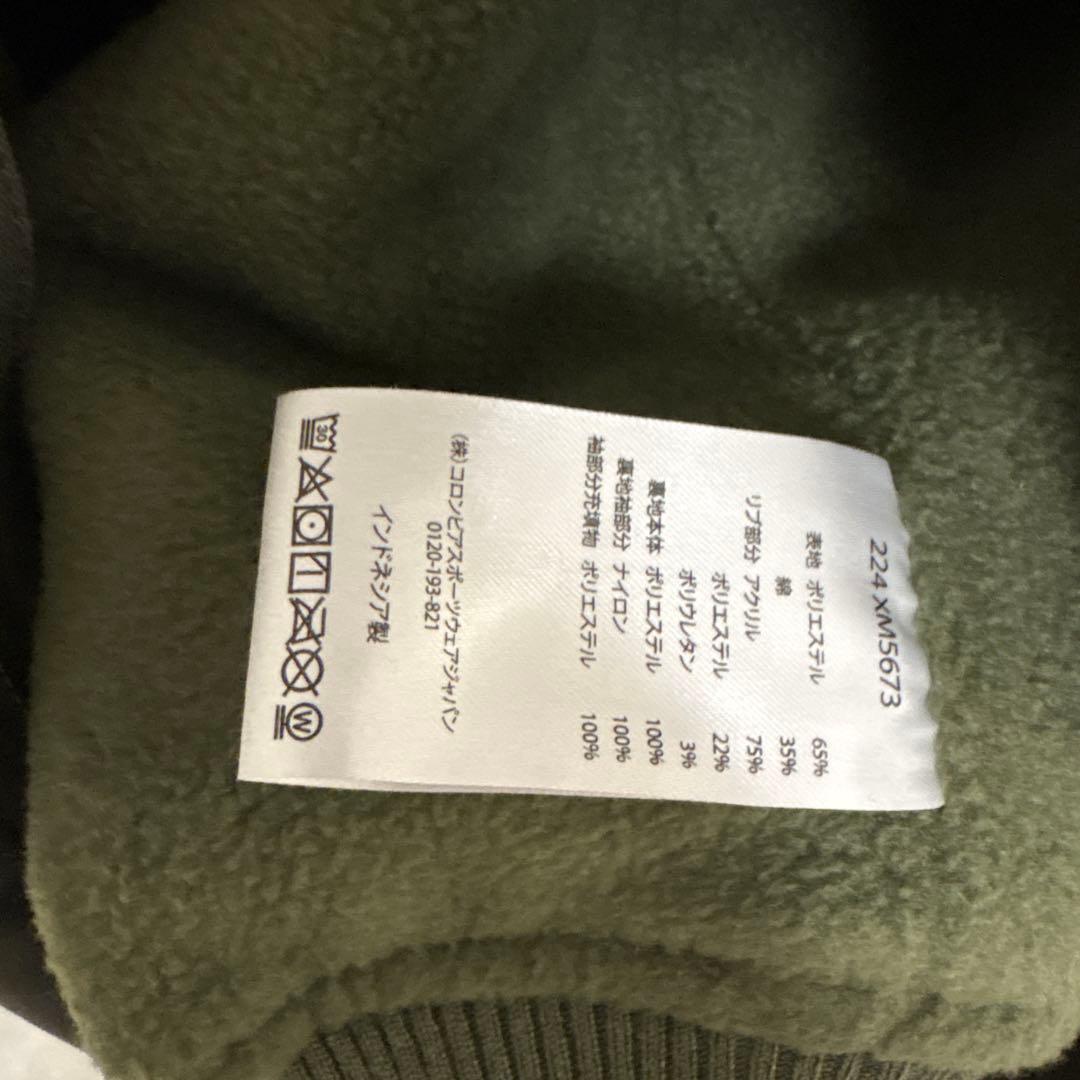 224 XM5673
表地 ポリエステル 65%
綿 35%
リブ部分 アクリル 75%
ポリエステル 22%
ポリウレタン 3%
裏地本体 ポリエステル 100%
裏地袖部分 ナイロン 100%
袖部分充填物 ポリエステル 100%
(株)コロンビアスポーツウェアジャパン
0120-193-821
インドネシア製
30 W